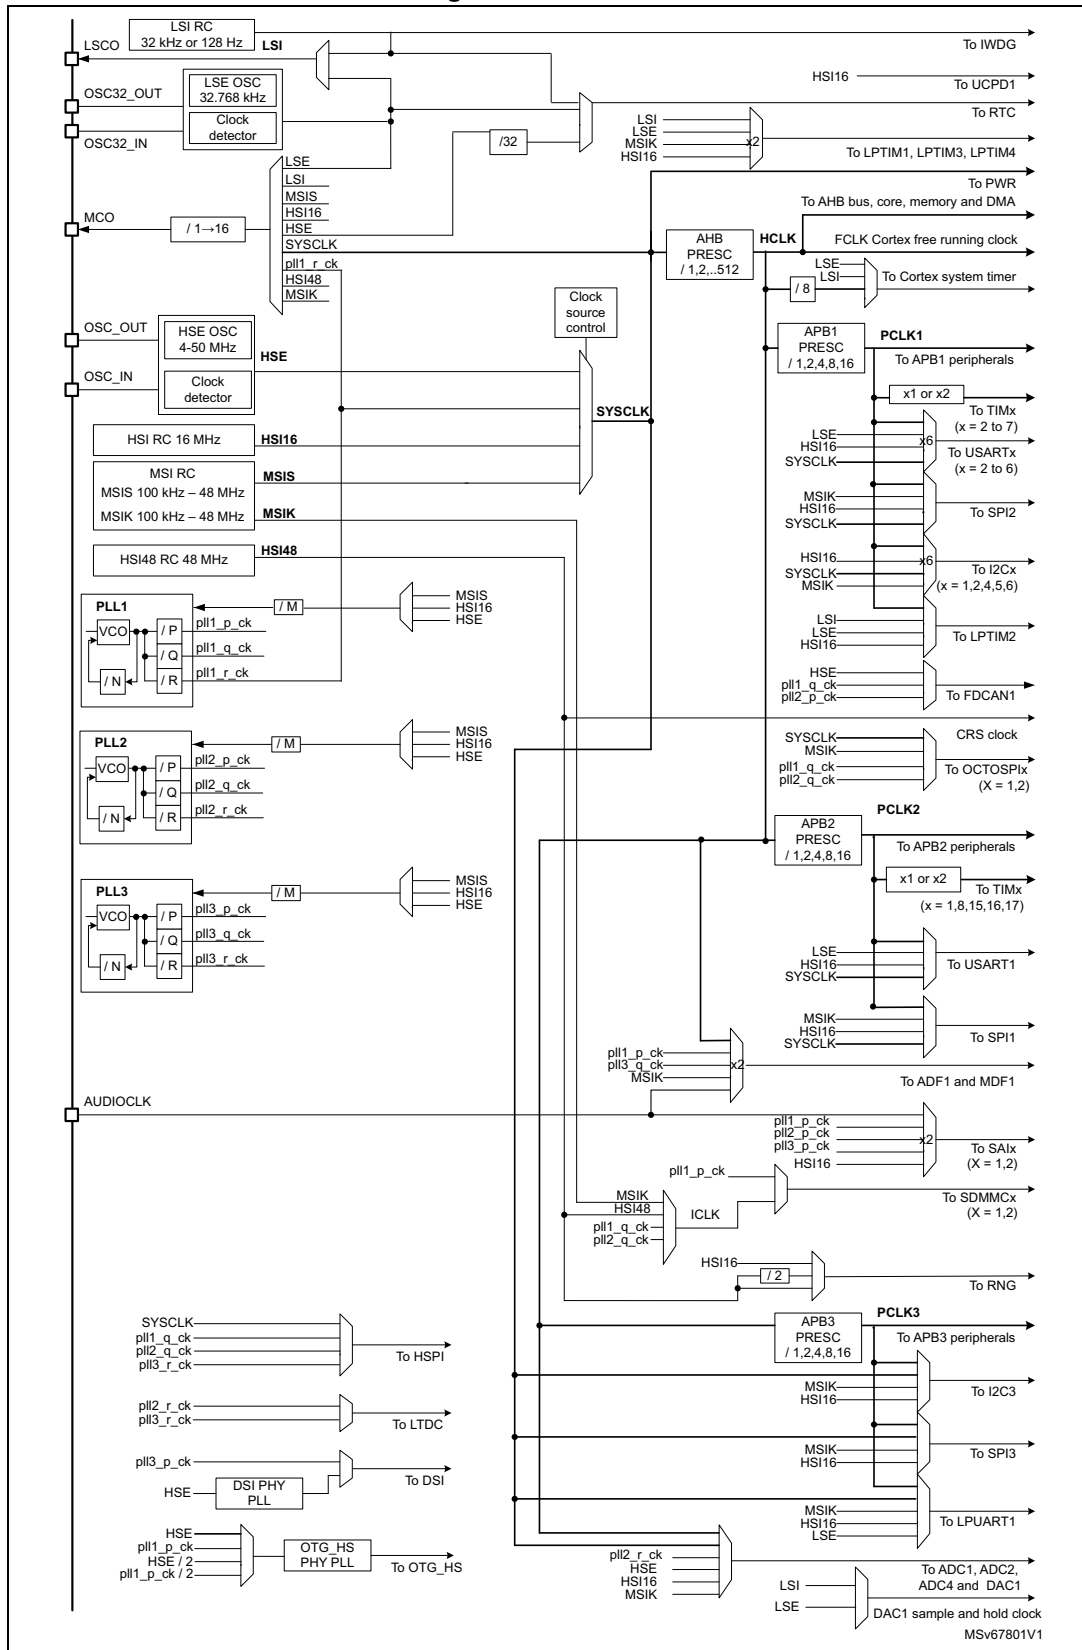 LSI RC
32 kHz or 128 Hz
LSI
LSCO
To IWDG
HSI16
To UCPD1
OSC32_OUT
LSE OSC
32.768 kHz
Clock
detector
OSC32_IN
/32
To RTC
LSI
LSE
MSIK
HSI16
x2
To LPTIM1, LPTIM3, LPTIM4
To PWR
MCO
/ 1→16
LSE
LSI
MSIS
HSI16
HSE
SYSCLK
pll1_r_ck
HSI48
MSIK
AHB
PRESC
/ 1,2,..512
HCLK
To AHB bus, core, memory and DMA
FCLK Cortex free running clock
LSE
LSI
/ 8
To Cortex system timer
Clock
source
control
OSC_OUT
HSE OSC
4-50 MHz
HSE
OSC_IN
Clock
detector
SYSCLK
HSI RC 16 MHz
HSI16
MSI RC
MSIS 100 kHz – 48 MHz
MSIK 100 kHz – 48 MHz
MSIS
MSIK
HSI48 RC 48 MHz
HSI48
APB1
PRESC
/ 1,2,4,8,16
PCLK1
To APB1 peripherals
x1 or x2
To TIMx
(x = 2 to 7)
LSE
HSI16
SYSCLK
x6
To USARTx
(x = 2 to 6)
MSIK
HSI16
SYSCLK
To SPI2
HSI16
SYSCLK
MSIK
x6
To I2Cx
(x = 1,2,4,5,6)
LSI
LSE
HSI16
To LPTIM2
HSE
pll1_q_ck
pll2_p_ck
To FDCAN1
CRS clock
SYSCLK
MSIK
pll1_q_ck
pll2_q_ck
To OCTOSPIx
(X = 1,2)
PLL1
VCO
/ N
/ P
/ Q
/ R
pll1_p_ck
pll1_q_ck
pll1_r_ck
/ M
MSIS
HSI16
HSE
PLL2
VCO
/ N
/ P
/ Q
/ R
pll2_p_ck
pll2_q_ck
pll2_r_ck
/ M
MSIS
HSI16
HSE
PLL3
VCO
/ N
/ P
/ Q
/ R
pll3_p_ck
pll3_q_ck
pll3_r_ck
/ M
MSIS
HSI16
HSE
APB2
PRESC
/ 1,2,4,8,16
PCLK2
To APB2 peripherals
x1 or x2
To TIMx
(x = 1,8,15,16,17)
LSE
HSI16
SYSCLK
To USART1
MSIK
HSI16
SYSCLK
To SPI1
pll1_p_ck
pll3_q_ck
MSIK
x2
To ADF1 and MDF1
AUDIOCLK
pll1_p_ck
pll2_p_ck
pll3_p_ck
HSI16
x2
To SAIx
(X = 1,2)
pll1_p_ck
MSIK
HSI48
pll1_q_ck
pll2_q_ck
ICLK
To SDMMCx
(X = 1,2)
HSI16
/ 2
To RNG
APB3
PRESC
/ 1,2,4,8,16
PCLK3
To APB3 peripherals
MSIK
HSI16
To I2C3
MSIK
HSI16
To SPI3
MSIK
HSI16
LSE
To LPUART1
SYSCLK
pll1_q_ck
pll2_q_ck
pll3_r_ck
To HSPI
pll2_r_ck
pll3_r_ck
To LTDC
pll3_p_ck
HSE
DSI PHY
PLL
To DSI
HSE
pll1_p_ck
HSE / 2
pll1_p_ck / 2
OTG_HS
PHY PLL
To OTG_HS
pll2_r_ck
HSE
HSI16
MSIK
To ADC1, ADC2,
ADC4 and DAC1
LSI
LSE
DAC1 sample and hold clock
MSv67801V1